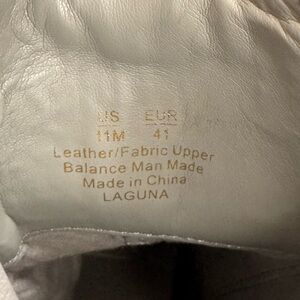 US EUR
11M 41
Leather/Fabric Upper
Balance Man Made
Made in China
LAGUNA